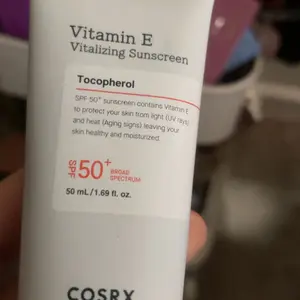 Vitamin E
Vitalizing Sunscreen
Tocopherol
SPF 50+ sunscreen contains Vitamin E
to protect your skin from light (UV rays)
and heat (Aging signs) leaving your
skin healthy and moisturized.
SPF 50+ BROAD
SPECTRUM
50 mL / 1.69 fl. oz.
COSRX